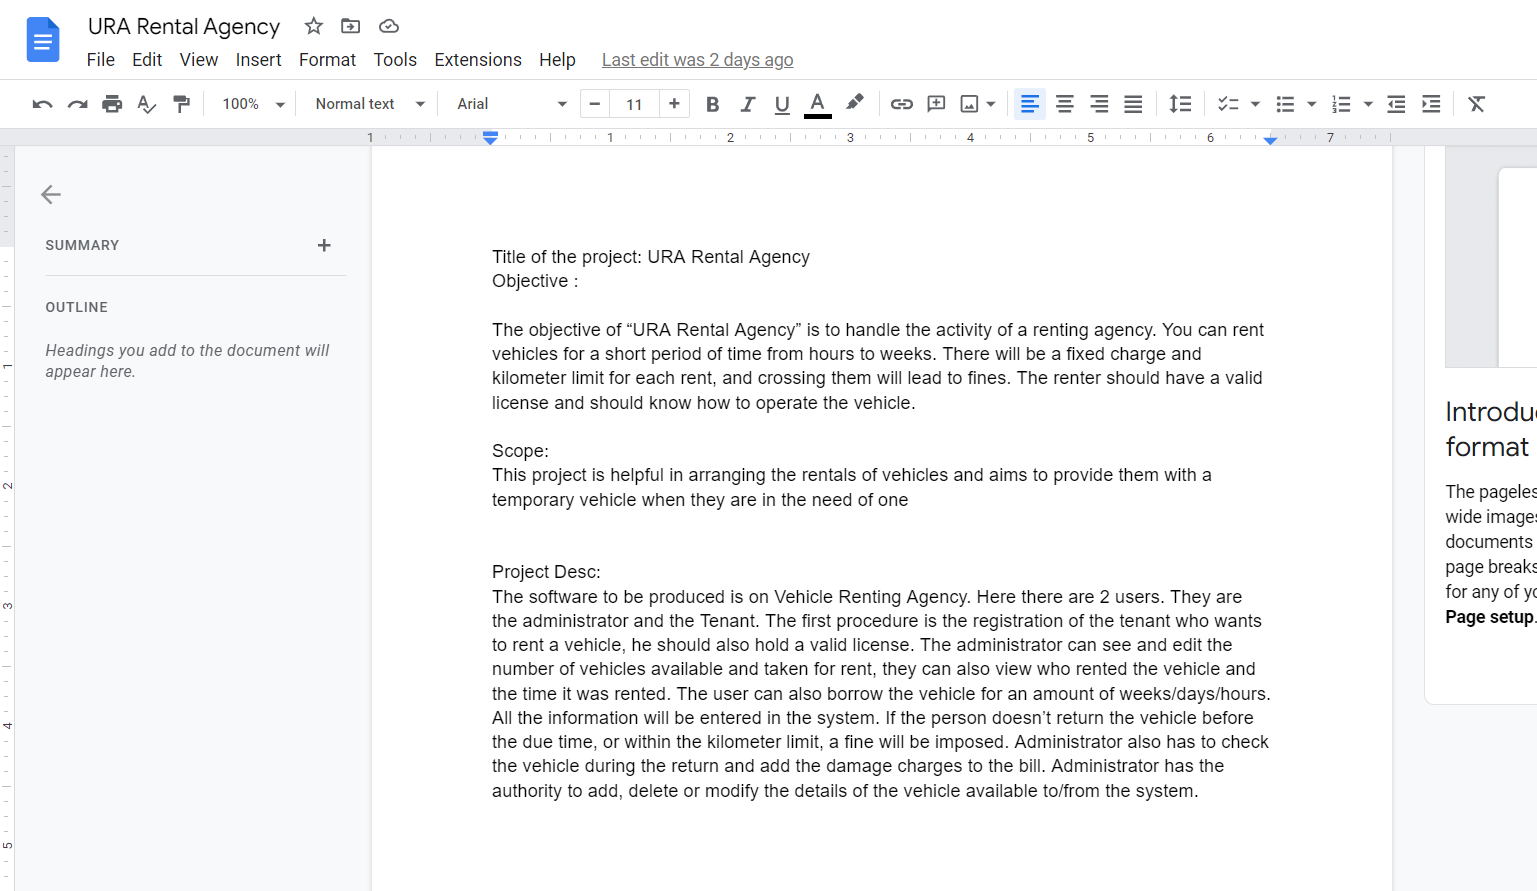 URA Rental Agency
File Edit View Insert Format Tools Extensions Help Last edit was 2 days ago
100% Normal text Arial 11
1 1 2 3 4 5 6 7
SUMMARY
OUTLINE
Headings you add to the document will
appear here.
1
2
3
4
5
Title of the project: URA Rental Agency
Objective :
The objective of “URA Rental Agency” is to handle the activity of a renting agency. You can rent
vehicles for a short period of time from hours to weeks. There will be a fixed charge and
kilometer limit for each rent, and crossing them will lead to fines. The renter should have a valid
license and should know how to operate the vehicle.
Scope:
This project is helpful in arranging the rentals of vehicles and aims to provide them with a
temporary vehicle when they are in the need of one
Project Desc:
The software to be produced is on Vehicle Renting Agency. Here there are 2 users. They are
the administrator and the Tenant. The first procedure is the registration of the tenant who wants
to rent a vehicle, he should also hold a valid license. The administrator can see and edit the
number of vehicles available and taken for rent, they can also view who rented the vehicle and
the time it was rented. The user can also borrow the vehicle for an amount of weeks/days/hours.
All the information will be entered in the system. If the person doesn’t return the vehicle before
the due time, or within the kilometer limit, a fine will be imposed. Administrator also has to check
the vehicle during the return and add the damage charges to the bill. Administrator has the
authority to add, delete or modify the details of the vehicle available to/from the system.
format
The
wide
documents
page
for any of
Page setup.